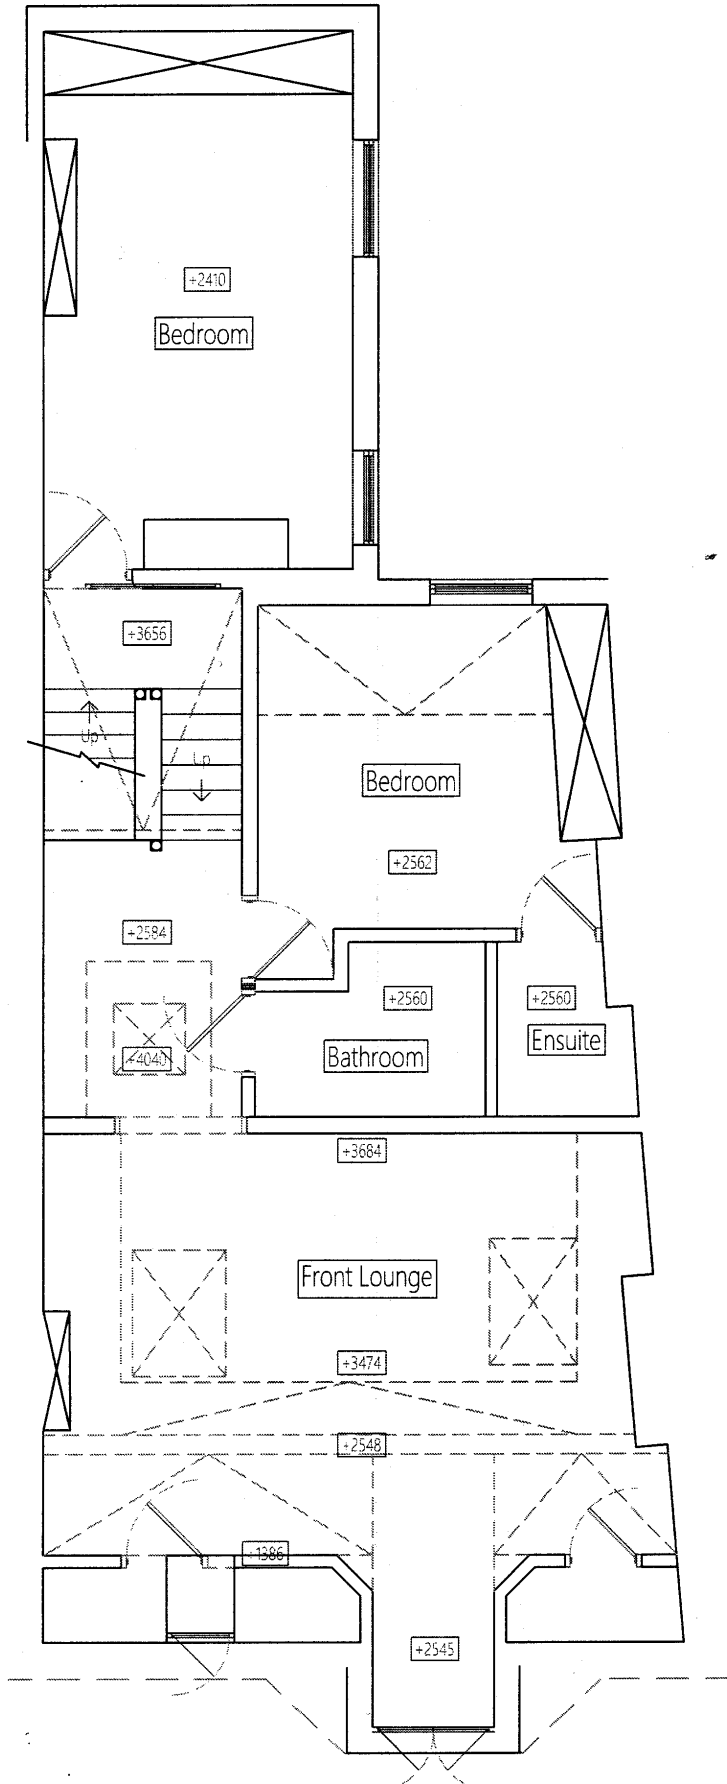 +2410
Bedroom
+3656
Up
Up
Bedroom
+2562
+2584
+2560
+2560
Ensuite
Bathroom
+4040
+3684
Front Lounge
+3474
+2548
+1386
+2545